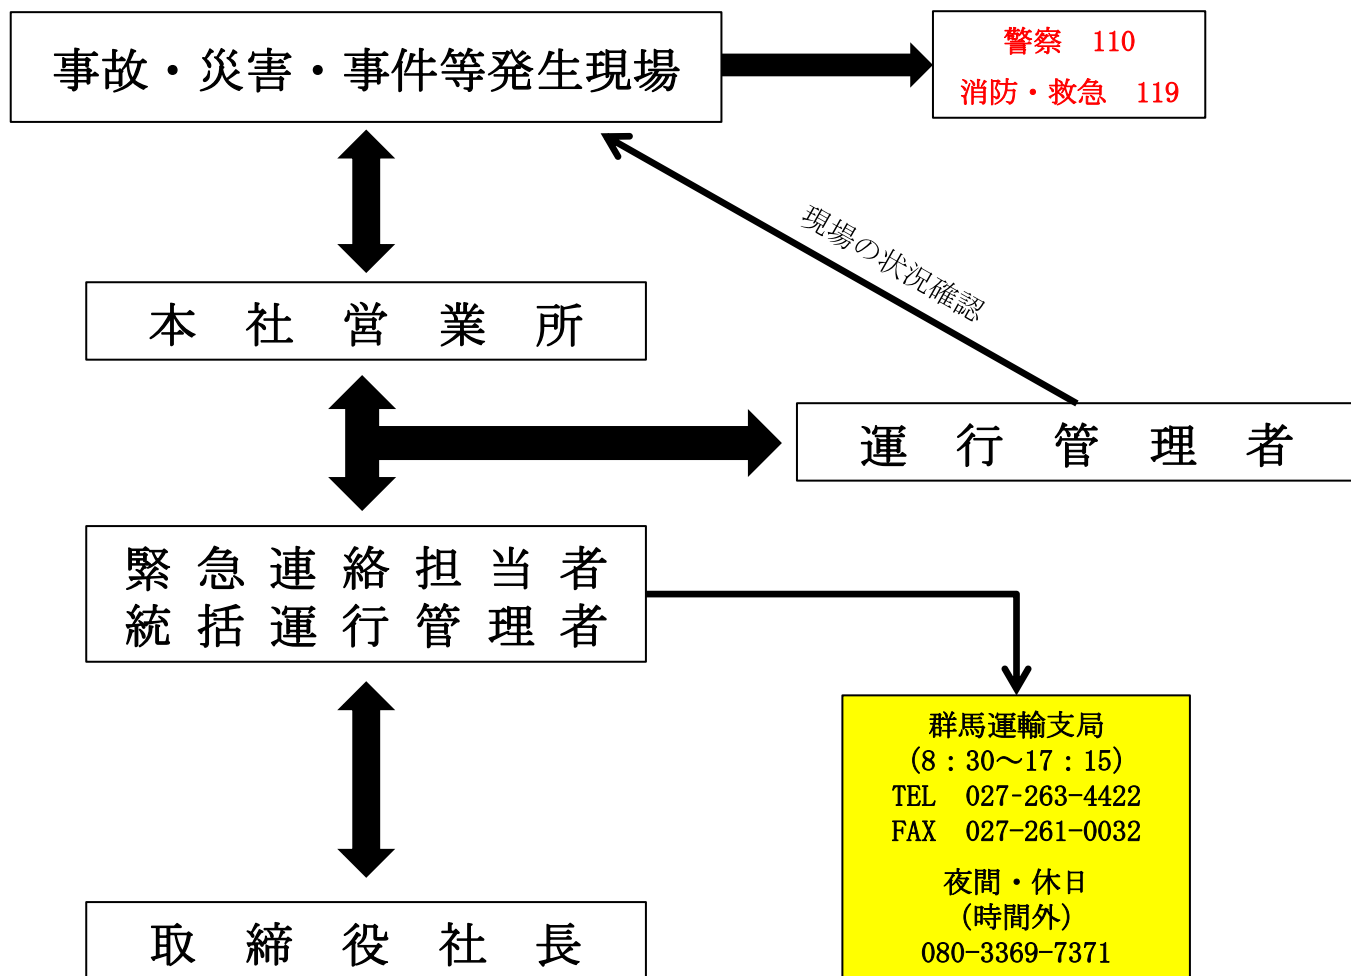 事故・災害・事件等発生現場
警察　110
消防・救急　119
現場の状況確認
本　社　営　業　所
運　行　管　理　者
緊 急 連 絡 担 当 者
統 括 運 行 管 理 者
群馬運輸支局
(8：30～17：15)
TEL　027-263-4422
FAX　027-261-0032
夜間・休日
(時間外)
080-3369-7371
取　締　役　社　長